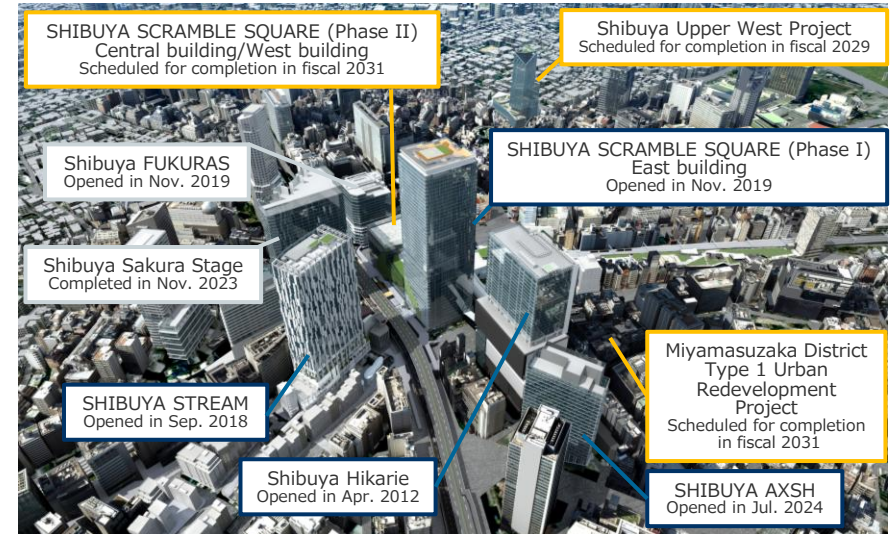 SHIBUYA SCRAMBLE SQUARE (Phase II)
Central building/West building
Scheduled for completion in fiscal 2031
Shibuya Upper West Project
Scheduled for completion in fiscal 2029
Shibuya FUKURAS
Opened in Nov. 2019
SHIBUYA SCRAMBLE SQUARE (Phase I)
East building
Opened in Nov. 2019
Shibuya Sakura Stage
Completed in Nov. 2023
Miyamasuzaka District
Type 1 Urban
Redevelopment
Project
Scheduled for completion
in fiscal 2031
SHIBUYA STREAM
Opened in Sep. 2018
Shibuya Hikarie
Opened in Apr. 2012
SHIBUYA AXSH
Opened in Jul. 2024